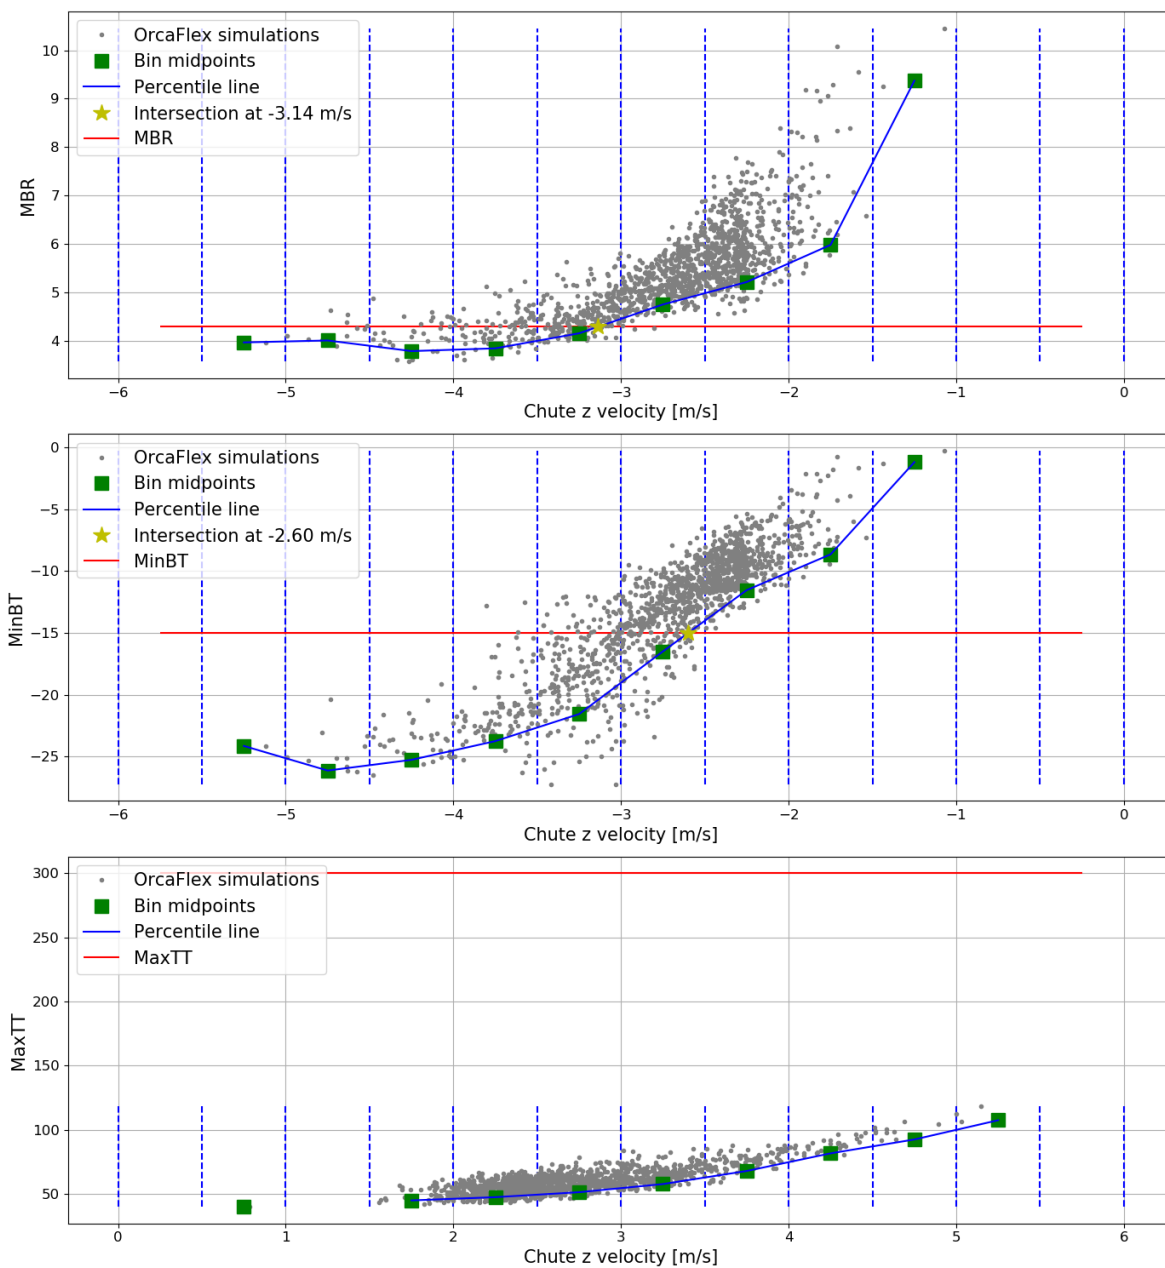 OrcaFlex simulations
Bin midpoints
Percentile line
Intersection at -3.14 m/s
MBR
10
9
8
7
6
5
4
MBR
−6 −5 −4 −3 −2 −1 0
Chute z velocity [m/s]
OrcaFlex simulations
Bin midpoints
Percentile line
Intersection at -2.60 m/s
MinBT
0
−5
−10
−15
−20
−25
MinBT
−6 −5 −4 −3 −2 −1 0
Chute z velocity [m/s]
OrcaFlex simulations
Bin midpoints
Percentile line
MaxTT
300
250
200
150
100
50
MaxTT
0 1 2 3 4 5 6
Chute z velocity [m/s]